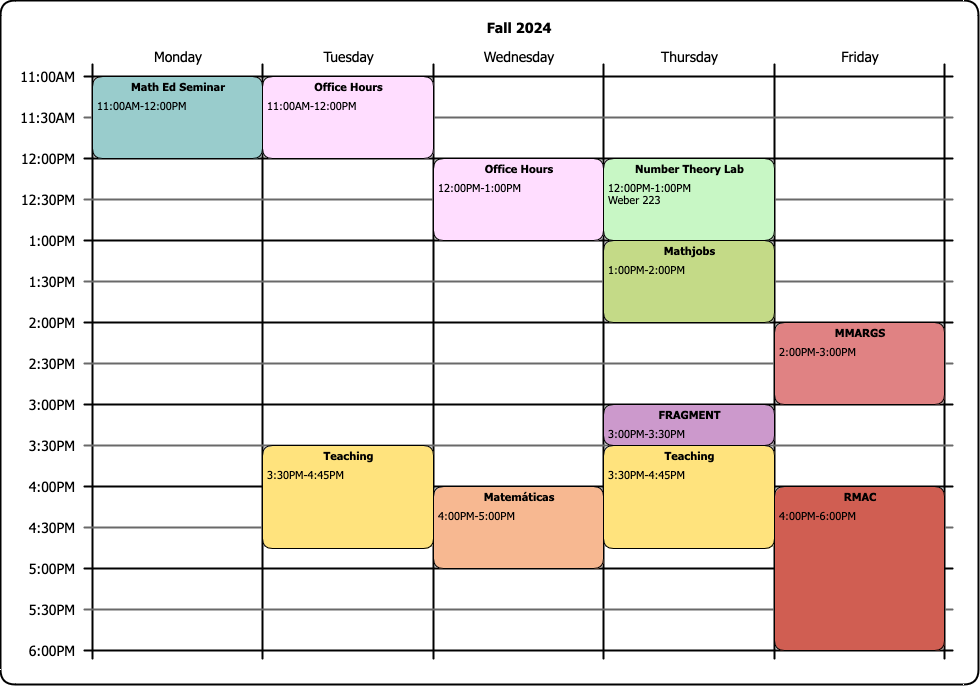 Fall 2024
Monday Tuesday Wednesday Thursday Friday
11:00AM
Math Ed Seminar
11:00AM-12:00PM
Office Hours
11:00AM-12:00PM
11:30AM
12:00PM
Office Hours
12:00PM-1:00PM
Number Theory Lab
12:00PM-1:00PM
Weber 223
12:30PM
1:00PM
Mathjobs
1:00PM-2:00PM
1:30PM
2:00PM
MMARGS
2:00PM-3:00PM
2:30PM
3:00PM
FRAGMENT
3:00PM-3:30PM
3:30PM
Teaching
3:30PM-4:45PM
Teaching
3:30PM-4:45PM
4:00PM
Matemáticas
4:00PM-5:00PM
RMAC
4:00PM-6:00PM
4:30PM
5:00PM
5:30PM
6:00PM